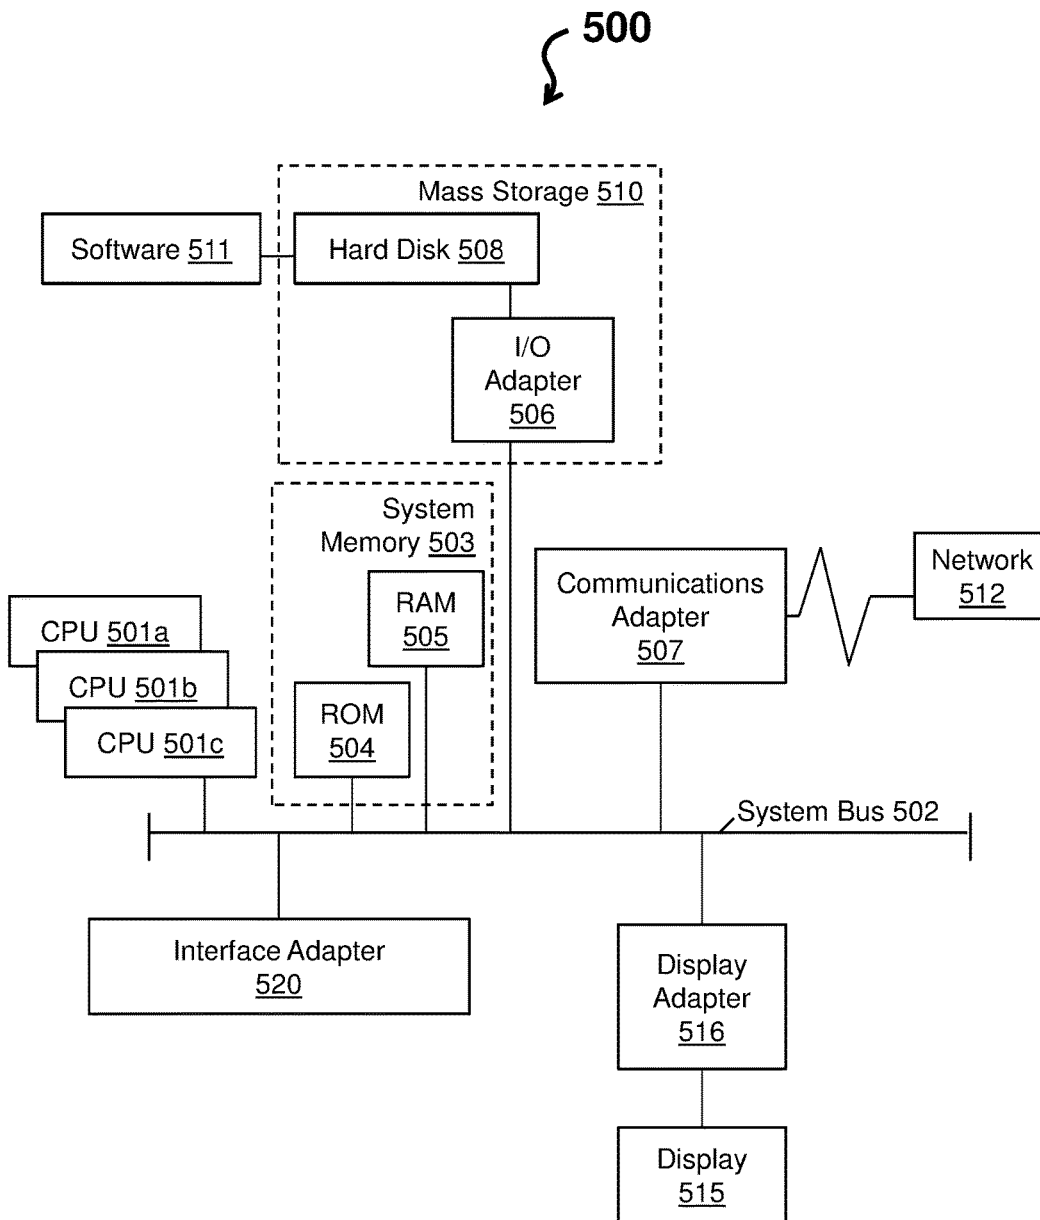 500
Mass Storage 510
Software 511
Hard Disk 508
I/O
Adapter
506
System
Memory 503
RAM
505
ROM
504
CPU 501a
CPU 501b
CPU 501c
Communications
Adapter
507
Network
512
System Bus 502
Interface Adapter
520
Display
Adapter
516
Display
515